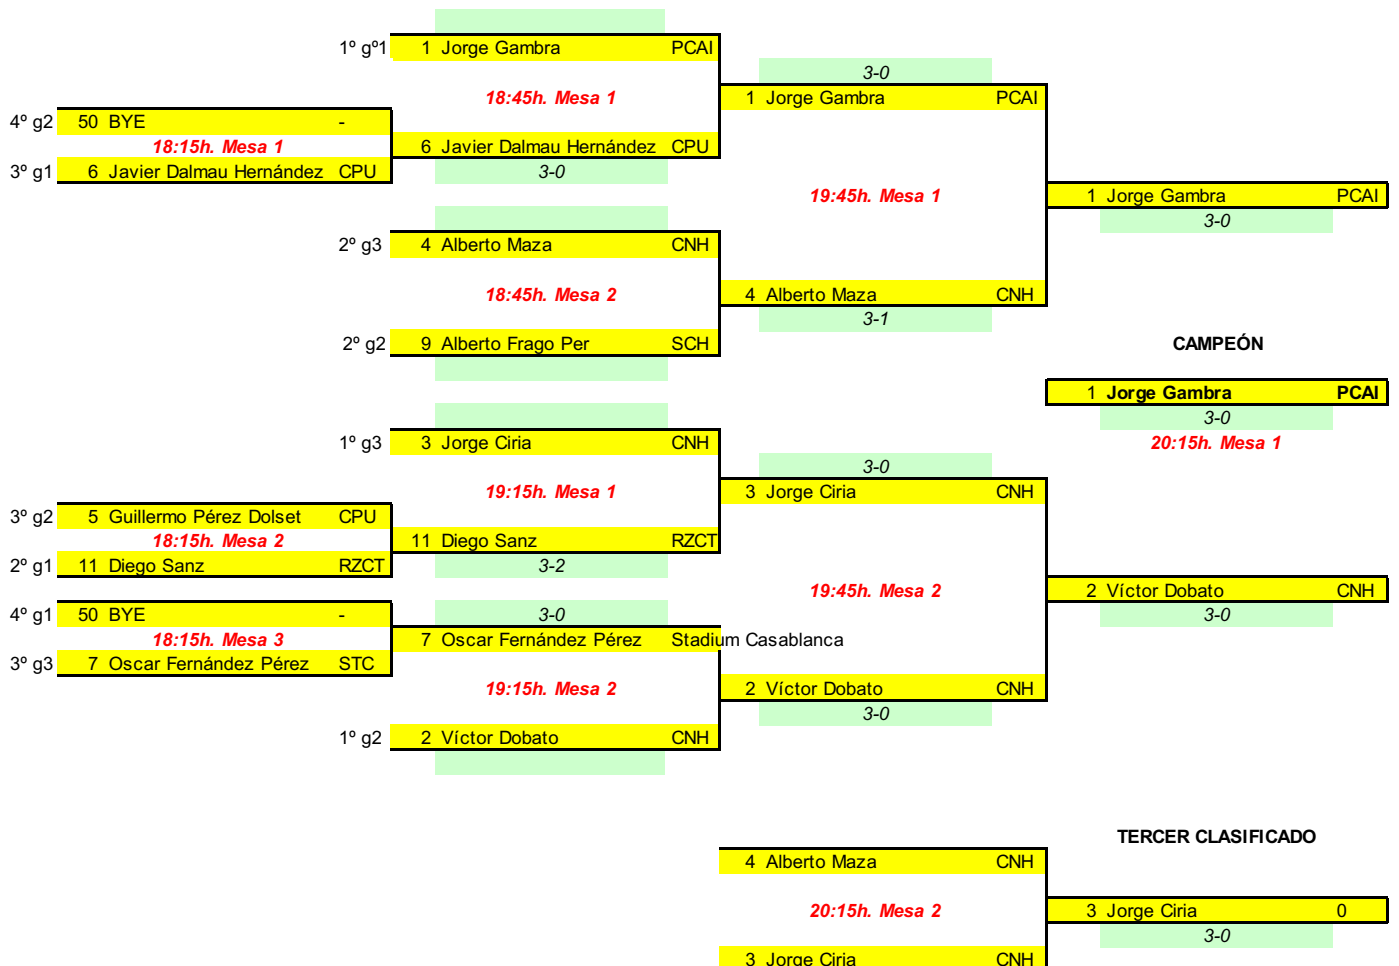 1º gº1 1 Jorge Gambra PCAI
3-0
18:45h. Mesa 1
1 Jorge Gambra PCAI
4º g2 50 BYE -
18:15h. Mesa 1
6 Javier Dalmau Hernández CPU
3º g1 6 Javier Dalmau Hernández CPU
3-0
19:45h. Mesa 1
1 Jorge Gambra PCAI
3-0
2º g3 4 Alberto Maza CNH
18:45h. Mesa 2
4 Alberto Maza CNH
3-1
2º g2 9 Alberto Frago Per SCH
CAMPEÓN
1 Jorge Gambra PCAI
3-0
20:15h. Mesa 1
1º g3 3 Jorge Ciria CNH
3-0
19:15h. Mesa 1
3 Jorge Ciria CNH
3º g2 5 Guillermo Pérez Dolset CPU
18:15h. Mesa 2
11 Diego Sanz RZCT
2º g1 11 Diego Sanz RZCT
3-2
19:45h. Mesa 2
2 Víctor Dobato CNH
3-0
4º g1 50 BYE -
3-0
18:15h. Mesa 3
7 Oscar Fernández Pérez Stadium Casablanca
3º g3 7 Oscar Fernández Pérez STC
19:15h. Mesa 2
2 Víctor Dobato CNH
3-0
1º g2 2 Víctor Dobato CNH
TERCER CLASIFICADO
4 Alberto Maza CNH
20:15h. Mesa 2
3 Jorge Ciria 0
3-0
3 Jorge Ciria CNH